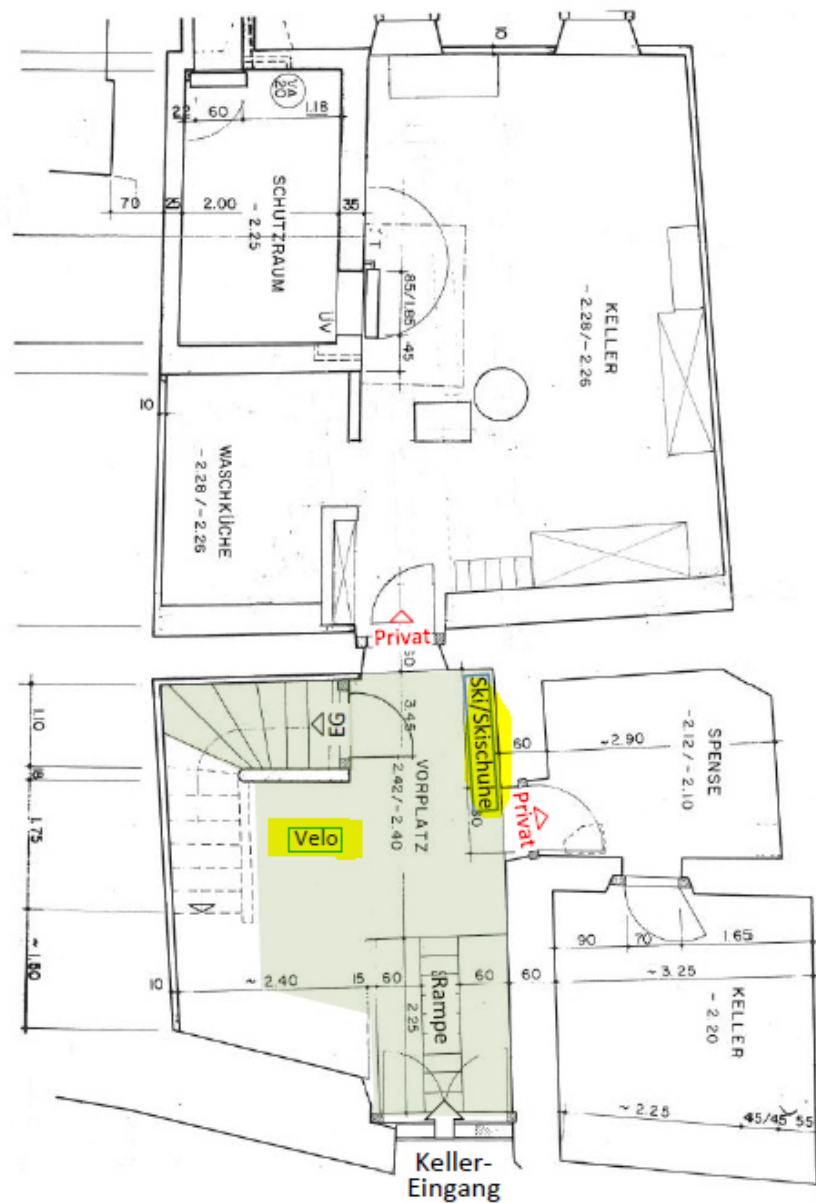 10
VA
20
22
60
1.18
70
25
2.00
35
SCHUTZRAUM
- 2.25
T
85/1.85
45
ÜV
KELLER
- 2.28 / - 2.26
10
WASCHKÜCHE
- 2.28 / - 2.26
Privat
1.10
18
1.75
~ 1.80
EG
3.45
Ski/Skischuhe
60
~ 2.90
SPENSE
- 2.12 / - 2.10
VORPLATZ
2.42 / - 2.40
80
Privat
Velo
90
70
1.65
10
~ 2.40
15
60
Rampe
60
60
~ 3.25
2.25
KELLER
- 2.20
~ 2.25
45/45
55
Keller-
Eingang